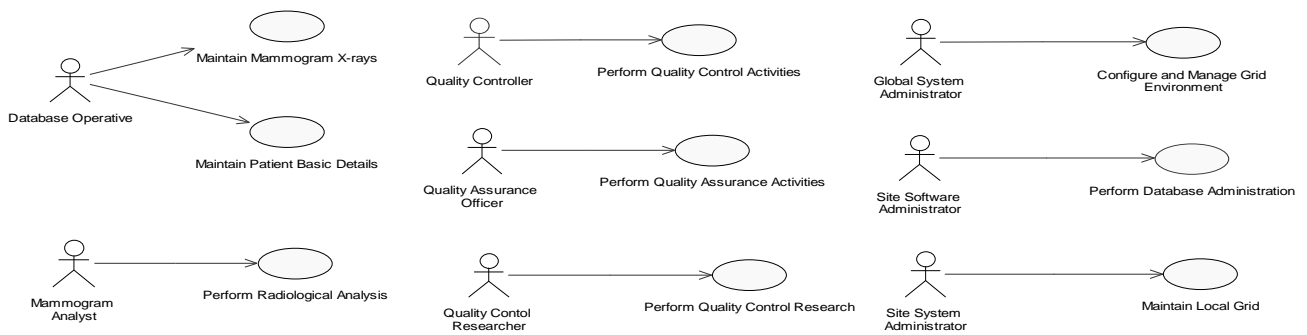 Maintain Mammogram X-rays
Database Operative
Maintain Patient Basic Details
Mammogram
Analyst
Perform Radiological Analysis
Quality Controller
Perform Quality Control Activities
Quality Assurance
Officer
Perform Quality Assurance Activities
Quality Contol
Researcher
Perform Quality Control Research
Global System
Administrator
Configure and Manage Grid
Environment
Site Software
Administrator
Perform Database Administration
Site System
Administrator
Maintain Local Grid